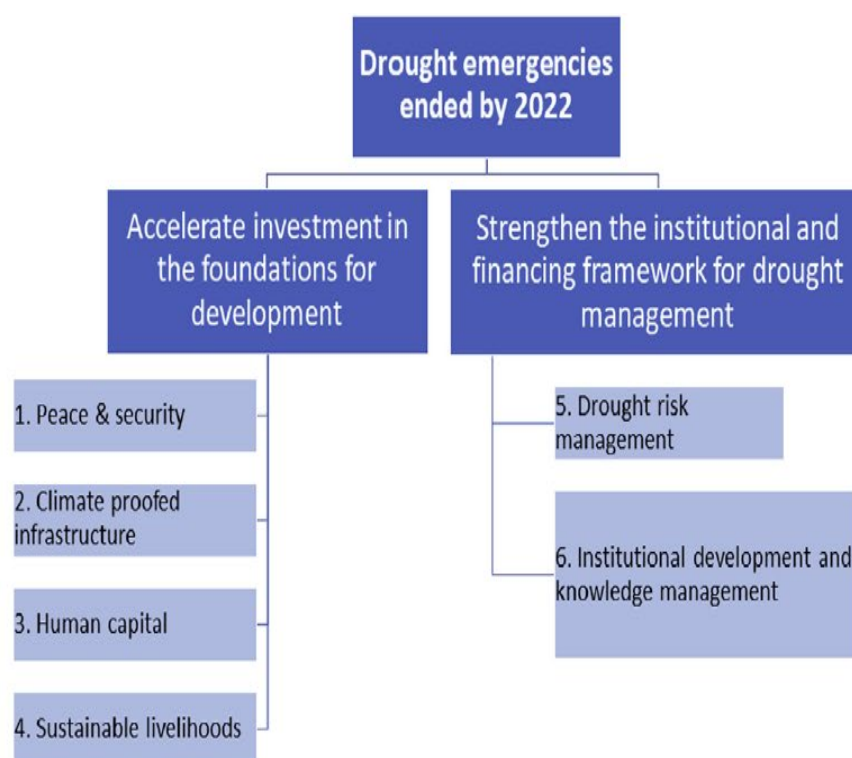 Drought emergencies
ended by 2022
Accelerate investment in
the foundations for
development
Strengthen the institutional and
financing framework for drought
management
1. Peace & security
2. Climate proofed
infrastructure
3. Human capital
4. Sustainable livelihoods
5. Drought risk
management
6. Institutional development and
knowledge management